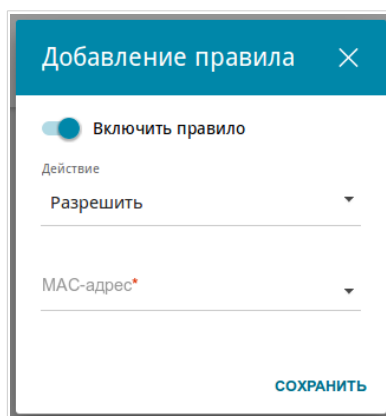 Добавление правила
Включить правило
Действие
Разрешить
MAC-адрес*
СОХРАНИТЬ